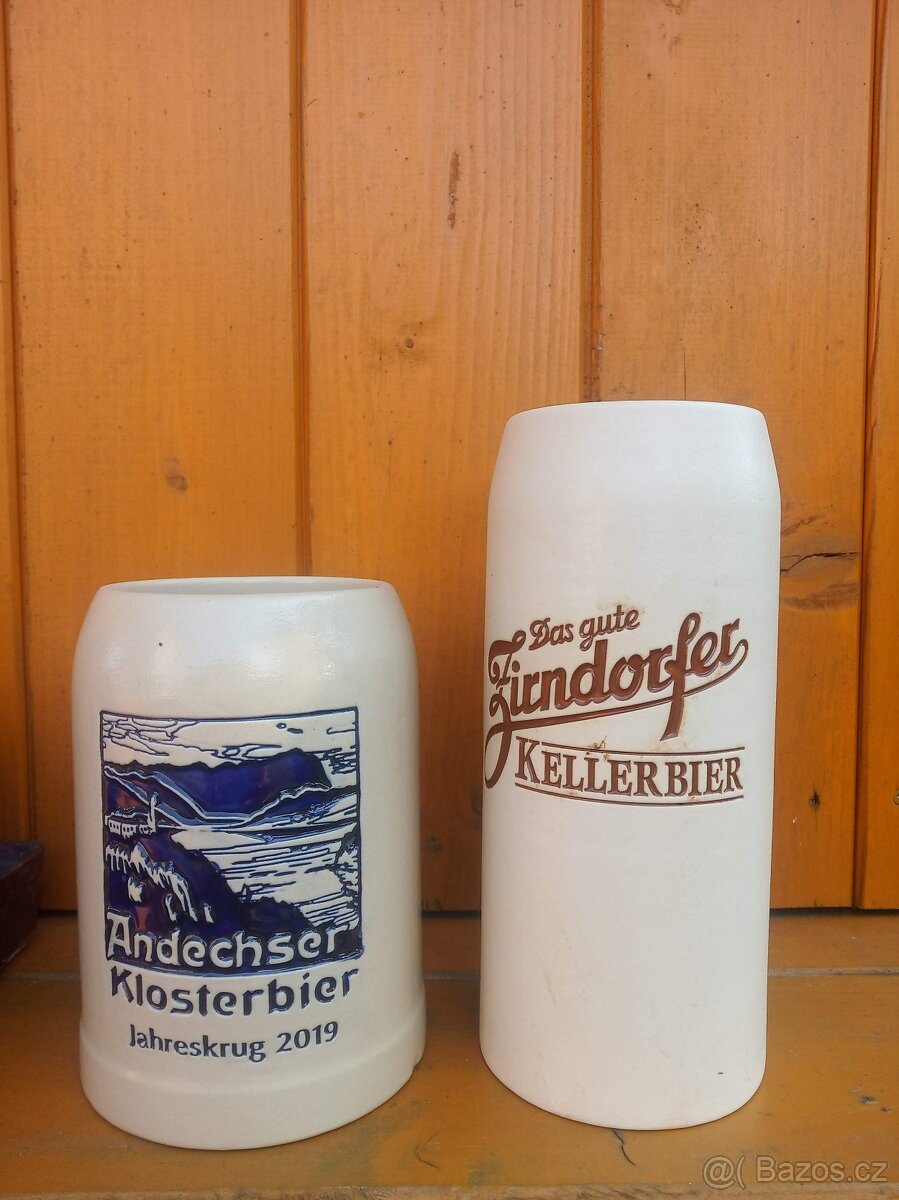 Andechser
Klosterbier
Jahreskrug 2019
Das gute
Zirndorfer
KELLERBIER
@( Bazos.cz